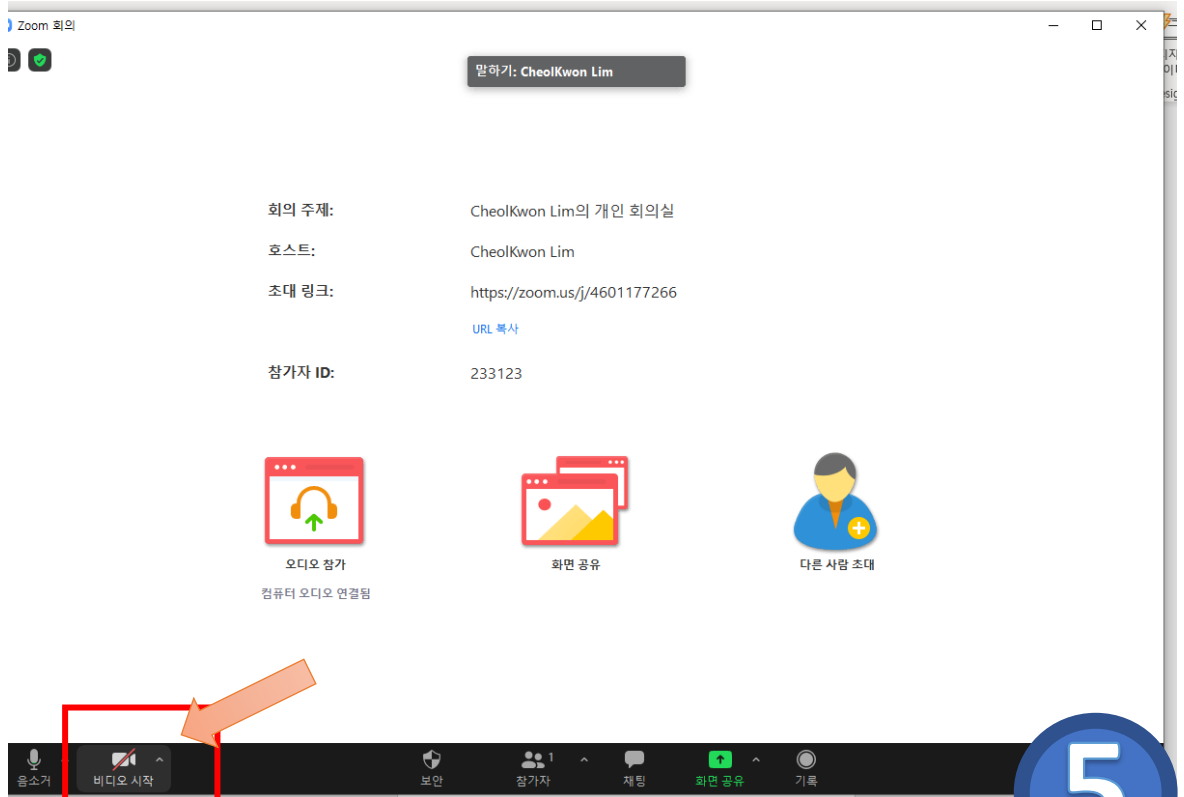 Zoom 회의
말하기: CheolKwon Lim
회의 주제: CheolKwon Lim의 개인 회의실
호스트: CheolKwon Lim
초대 링크: https://zoom.us/j/4601177266
URL 복사
참가자 ID: 233123
오디오 참가 화면 공유 다른 사람 초대
컴퓨터 오디오 연결됨
1
음소거 비디오 시작 보안 참가자 채팅 화면 공유 기록
5